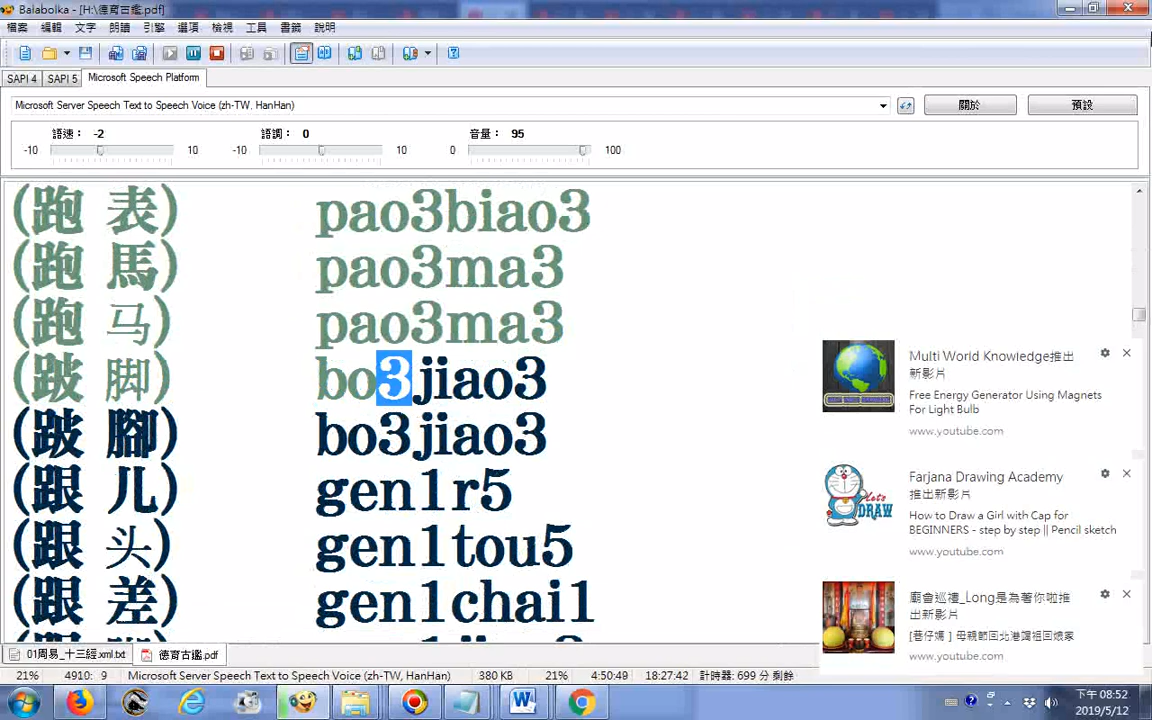 Balabolka - [H:\德育古鑑.pdf]
檔案 編輯 文字 朗讀 引擎 選項 檢視 工具 書籤 說明
SAPI 4 SAPI 5 Microsoft Speech Platform
Microsoft Server Speech Text to Speech Voice (zh-TW, HanHan) 關於 預設
語速： -2 語調： 0 音量： 95
-10 10 -10 10 0 100
(跑 表) pao3biao3
(跑 馬) pao3ma3
(跑 马) pao3ma3
(跛 脚) bo3jiao3
(跛 腳) bo3jiao3
(跟 儿) gen1r5
(跟 头) gen1tou5
(跟 差) gen1chai1
Multi World Knowledge推出
新影片
Free Energy Generator Using Magnets
For Light Bulb
www.youtube.com
Farjana Drawing Academy
推出新影片
How to Draw a Girl with Cap for
BEGINNERS - step by step || Pencil sketch
www.youtube.com
廟會巡禮_Long是為著你啦推
出新影片
www.youtube.com
01周易_十三經.xml.txt 德育古鑑.pdf
21% 4910: 9 Microsoft Server Speech Text to Speech Voice (zh-TW, HanHan) 380 KB 21% 4:50:49 18:27:42 計時器: 699 分 剩餘
下午 08:52
2019/5/12